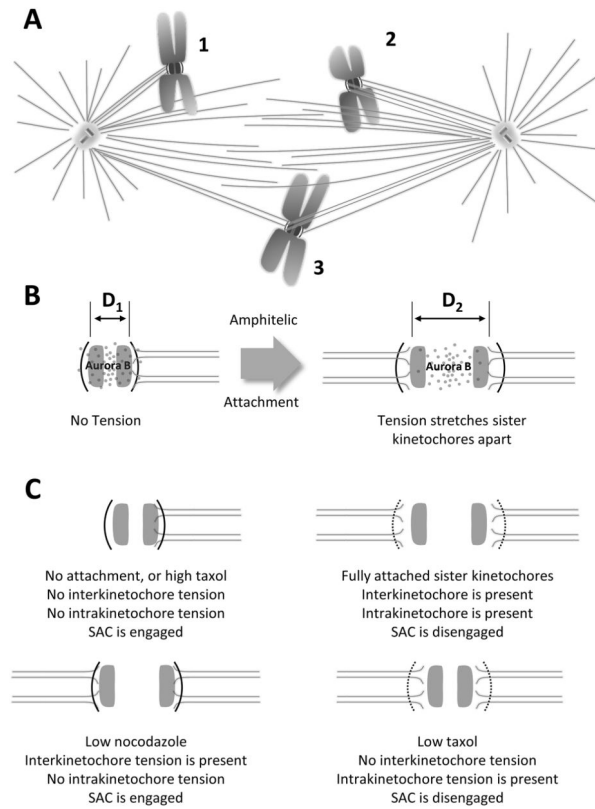 A
1
2
3
B
D1
D2
Amphitelic
Aurora B
Aurora B
Attachment
No Tension
Tension stretches sister
kinetochores apart
C
No attachment, or high taxol
No interkinetochore tension
No intrakinetochore tension
SAC is engaged
Fully attached sister kinetochores
Interkinetochore is present
Intrakinetochore is present
SAC is disengaged
Low nocodazole
Interkinetochore tension is present
No intrakinetochore tension
SAC is engaged
Low taxol
No interkinetochore tension
Intrakinetochore tension is present
SAC is disengaged